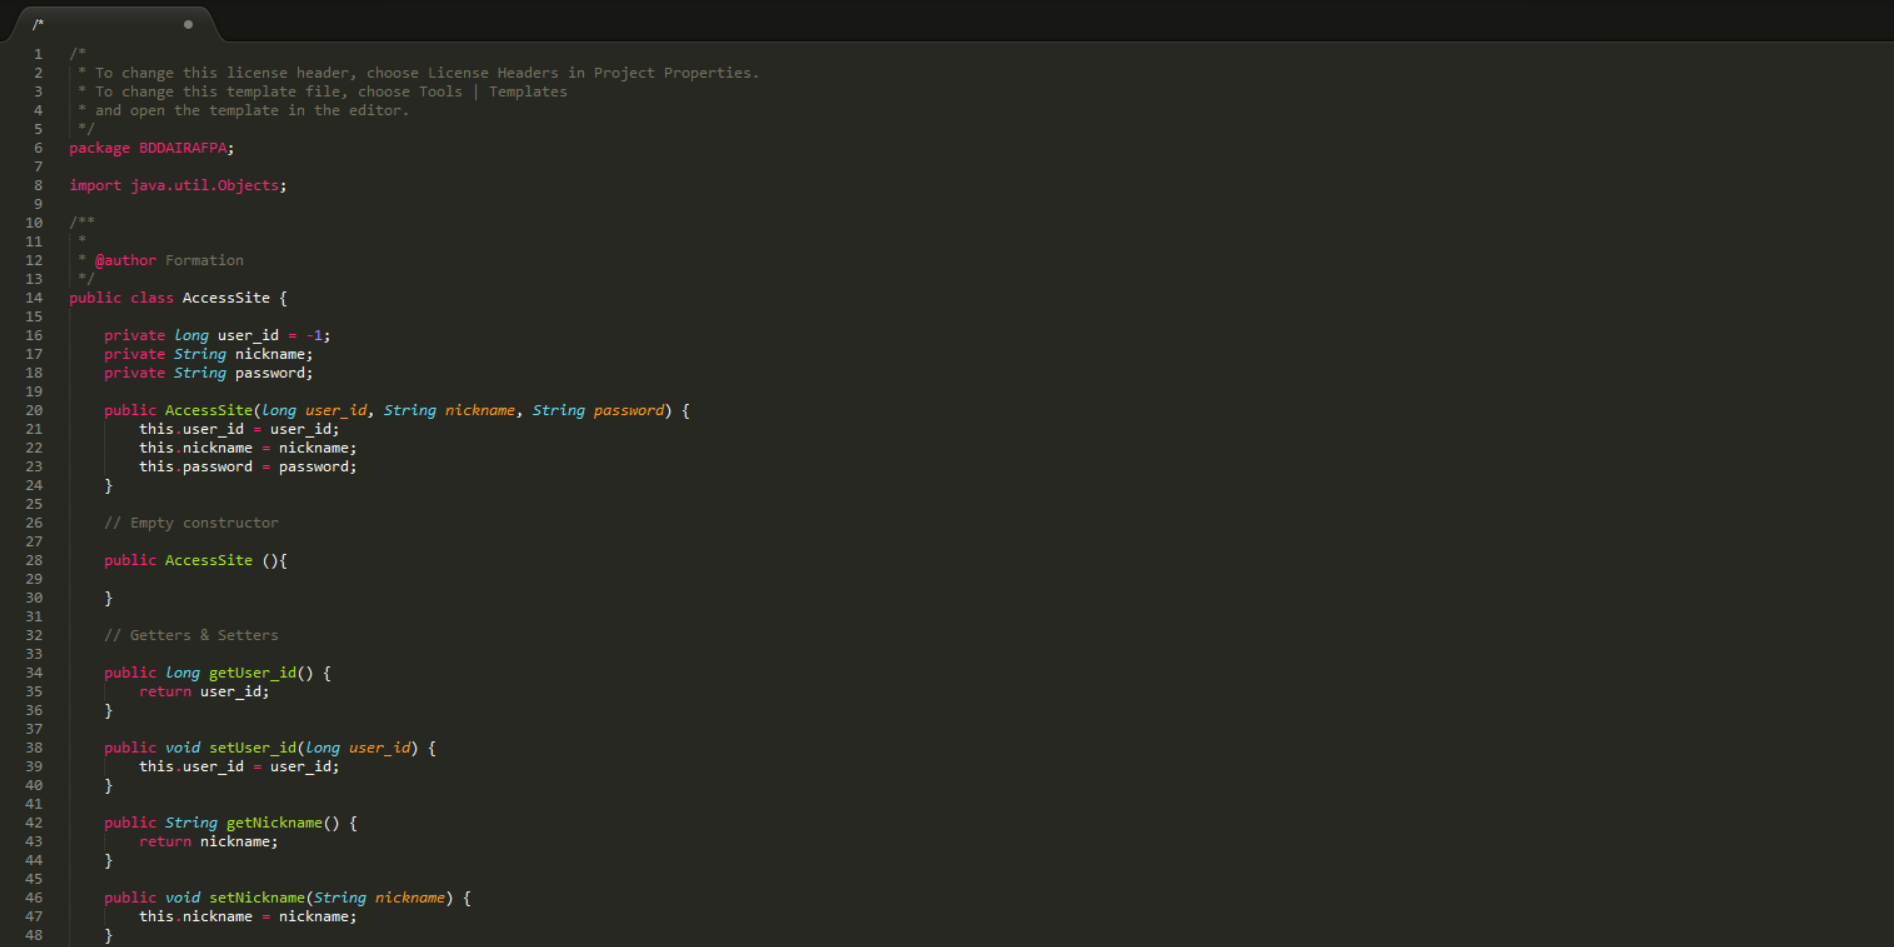 /*
1 /*
2  * To change this license header, choose License Headers in Project Properties.
3  * To change this template file, choose Tools | Templates
4  * and open the template in the editor.
5  */
6 package BDDAIRAFPA;
7
8 import java.util.Objects;
9
10 /**
11  *
12  * @author Formation
13  */
14 public class AccessSite {
15
16     private long user_id = -1;
17     private String nickname;
18     private String password;
19
20     public AccessSite(long user_id, String nickname, String password) {
21         this.user_id = user_id;
22         this.nickname = nickname;
23         this.password = password;
24     }
25
26     // Empty constructor
27
28     public AccessSite (){
29
30     }
31
32     // Getters & Setters
33
34     public long getUser_id() {
35         return user_id;
36     }
37
38     public void setUser_id(long user_id) {
39         this.user_id = user_id;
40     }
41
42     public String getNickname() {
43         return nickname;
44     }
45
46     public void setNickname(String nickname) {
47         this.nickname = nickname;
48     }